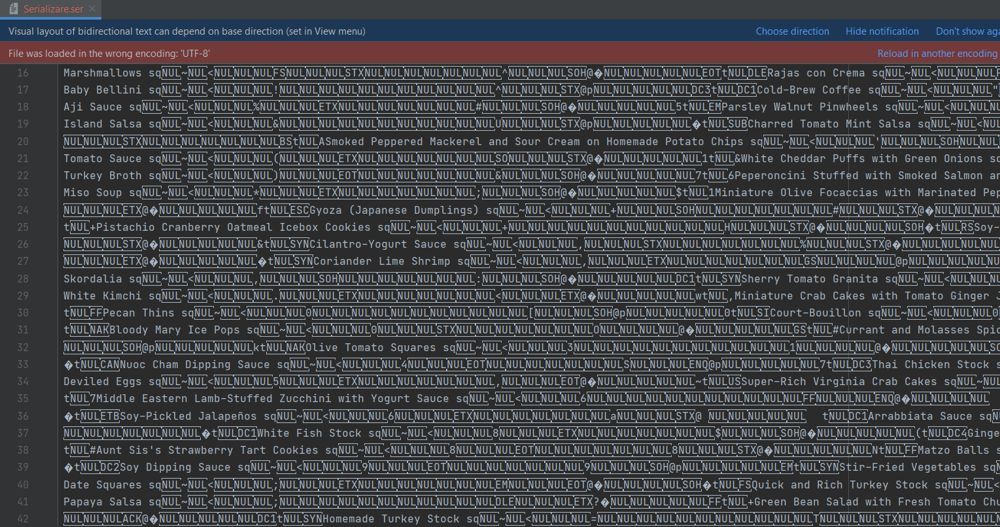 Serializare.ser
Visual layout of bidirectional text can depend on base direction (set in View menu) Choose direction Hide notification Don't show aga
File was loaded in the wrong encoding: 'UTF-8' Reload in another encoding
16 Marshmallows sqNUL~NUL<NULNULNULFSNULNULNULSTXNULNULNULNULNULNULNUL^NULNULNULSOH@�NULNULNULNULNULEOTtNULDLERajas con Crema sqNUL~NUL<NULNULNULF
17 Baby Bellini sqNUL~NUL<NULNULNUL!NULNULNULNULNULNULNULNULNULNULNUL^NULNULNULSTX@pNULNULNULNULNULDC3tNULDC1Cold-Brew Coffee sqNUL~NUL<NULNULNUL"
18 Aji Sauce sqNUL~NUL<NULNULNUL%NULNULNULETXNULNULNULNULNULNULNUL#NULNULNULSOH@�NULNULNULNULNUL5tNULEMParsley Walnut Pinwheels sqNUL~NUL<NULNUL
19 Island Salsa sqNUL~NUL<NULNULNUL&NULNULNULNULNULNULNULNULNULNULNULUNULNULNULSTX@pNULNULNULNULNUL�tNULSUBCharred Tomato Mint Salsa sqNUL~NUL<NUL
20 NULNULNULSTXNULNULNULNULNULNULNULBStNULASmoked Peppered Mackerel and Sour Cream on Homemade Potato Chips sqNUL~NUL<NULNULNUL'NULNULNULSOHNULNUL
21 Tomato Sauce sqNUL~NUL<NULNULNUL(NULNULNULETXNULNULNULNULNULNULNULSONULNULNULSTX@�NULNULNULNULNUL1tNUL&White Cheddar Puffs with Green Onions sq
22 Turkey Broth sqNUL~NUL<NULNULNUL)NULNULNULEOTNULNULNULNULNULNULNUL&NULNULNULSOH@�NULNULNULNULNUL7tNUL6Peperoncini Stuffed with Smoked Salmon an
23 Miso Soup sqNUL~NUL<NULNULNUL*NULNULNULETXNULNULNULNULNULNULNUL;NULNULNULSOH@�NULNULNULNULNUL$tNUL1Miniature Olive Focaccias with Marinated Pep
24 NULNULNULETX@�NULNULNULNULNULftNULESCGyoza (Japanese Dumplings) sqNUL~NUL<NULNULNUL+NULNULNULSOHNULNULNULNULNULNULNUL#NULNULNULSTX@�NULNULNUL
25 tNUL+Pistachio Cranberry Oatmeal Icebox Cookies sqNUL~NUL<NULNULNUL+NULNULNULNULNULNULNULNULNULNULNULHNULNULNULSTX@�NULNULNULNULSOH�tNULRSSoy-
26 NULNULNULSTX@�NULNULNULNULNUL&tNULSYNCilantro-Yogurt Sauce sqNUL~NUL<NULNULNUL,NULNULNULSTXNULNULNULNULNULNULNUL%NULNULNULSTX@�NULNULNULNULNUL
27 NULNULNULETX@�NULNULNULNULNUL�tNULSYNCoriander Lime Shrimp sqNUL~NUL<NULNULNUL,NULNULNULETXNULNULNULNULNULNULNULGSNULNULNULNUL@pNULNULNULNUL
28 Skordalia sqNUL~NUL<NULNULNUL,NULNULNULSOHNULNULNULNULNULNULNUL:NULNULNULSOH@�NULNULNULNULNULDC1tNULSYNSherry Tomato Granita sqNUL~NUL<NULNUL
29 White Kimchi sqNUL~NUL<NULNULNUL.NULNULNULETXNULNULNULNULNULNULNUL<NULNULNULETX@�NULNULNULNULNULwtNUL,Miniature Crab Cakes with Tomato Ginger J
30 tNULFFPecan Thins sqNUL~NUL<NULNULNUL0NULNULNULNULNULNULNULNULNULNULNUL[NULNULNULSOH@pNULNULNULNULNUL0tNULSICourt-Bouillon sqNUL~NUL<NULNULNUL0
31 tNULNAKBloody Mary Ice Pops sqNUL~NUL<NULNULNUL0NULNULNULSTXNULNULNULNULNULNULNUL0NULNULNULNUL@�NULNULNULNULNULGStNUL#Currant and Molasses Spic
32 NULNULNULSOH@pNULNULNULNULNULktNULNAKOlive Tomato Squares sqNUL~NUL<NULNULNUL3NULNULNULNULNULNULNULNULNULNULNUL1NULNULNULNUL@�NULNULNULNULNULSO
33 �tNULCANNuoc Cham Dipping Sauce sqNUL~NUL<NULNULNUL4NULNULNULEOTNULNULNULNULNULNULNULSNULNULNULENQ@pNULNULNULNULNUL7tNULDC3Thai Chicken Stock s
34 Deviled Eggs sqNUL~NUL<NULNULNUL5NULNULNULETXNULNULNULNULNULNULNUL,NULNULNULEOT@�NULNULNULNULNUL~tNULUSSuper-Rich Virginia Crab Cakes sqNUL~NUL
35 tNUL7Middle Eastern Lamb-Stuffed Zucchini with Yogurt Sauce sqNUL~NUL<NULNULNUL6NULNULNULNULNULNULNULNULNULNULNULFFNULNULNULENQ@�NULNULNULNUL
36 �tNULETBSoy-Pickled Jalapeños sqNUL~NUL<NULNULNUL6NULNULNULETXNULNULNULNULNULNULNULaNULNULNULSTX@ NULNULNULNULNUL tNULDC1Arrabbiata Sauce sqNUL
37 NULNULNULNULNULNULNUL�tNULDC1White Fish Stock sqNUL~NUL<NULNULNUL8NULNULNULETXNULNULNULNULNULNULNUL$NULNULNULSOH@�NULNULNULNULNUL(tNULDC4Ginge
38 tNUL#Aunt Sis's Strawberry Tart Cookies sqNUL~NUL<NULNULNUL8NULNULNULEOTNULNULNULNULNULNULNUL8NULNULNULSTX@�NULNULNULNULNULNtNULFFMatzo Balls s
39 �tNULDC2Soy Dipping Sauce sqNUL~NUL<NULNULNUL9NULNULNULEOTNULNULNULNULNULNULNUL9NULNULNULSOH@pNULNULNULNULNULEMtNULSYNStir-Fried Vegetables sqN
40 Date Squares sqNUL~NUL<NULNULNUL;NULNULNULETXNULNULNULNULNULNULNULEMNULNULNULEOT@�NULNULNULNULSOH�tNULFSQuick and Rich Turkey Stock sqNUL~NUL<
41 Papaya Salsa sqNUL~NUL<NULNULNUL;NULNULNULNULNULNULNULNULNULNULNULDLENULNULNULETX?�NULNULNULNULNULFFtNUL+Green Bean Salad with Fresh Tomato Chu
42 NULNULNULACK@�NULNULNULNULNULDC1tNULSYNHomemade Turkey Stock sqNUL~NUL<NULNULNUL=NULNULNULNULNULNULNULNULNULNULNULTNULNULNULSTXNULNULNULNULN